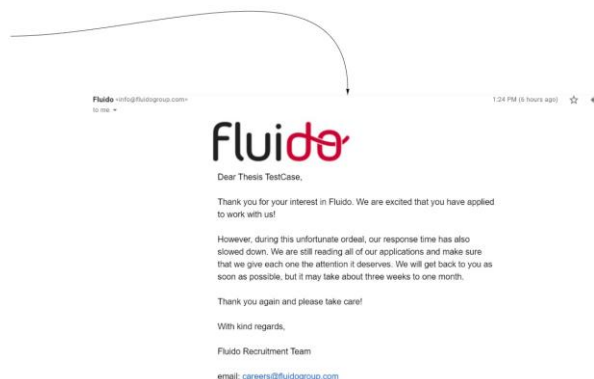 Fluido <info@fluidogroup.com>
1:24 PM (6 hours ago)
to me
Fluido
Dear Thesis TestCase,
Thank you for your interest in Fluido. We are excited that you have applied
to work with us!
However, during this unfortunate ordeal, our response time has also
slowed down. We are still reading all of our applications and make sure
that we give each one the attention it deserves. We will get back to you as
soon as possible, but it may take about three weeks to one month.
Thank you again and please take care!
With kind regards,
Fluido Recruitment Team
email: careers@fluidogroup.com